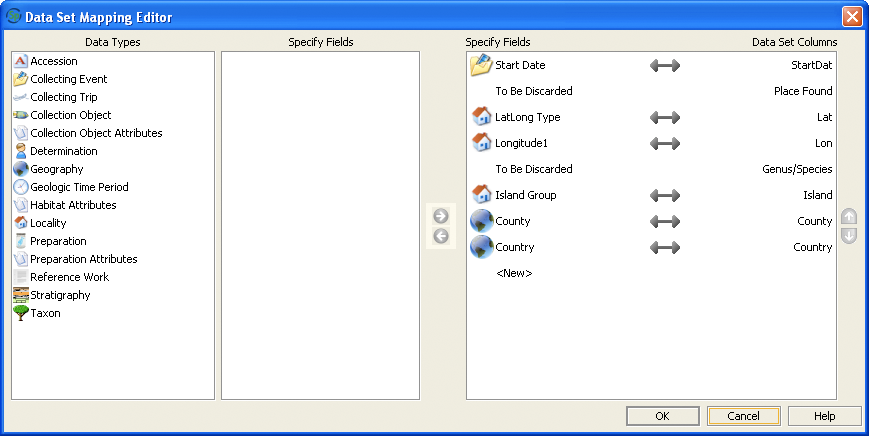 Data Set Mapping Editor
Data Types
Specify Fields
Accession
Collecting Event
Collecting Trip
Collection Object
Collection Object Attributes
Determination
Geography
Geologic Time Period
Habitat Attributes
Locality
Preparation
Preparation Attributes
Reference Work
Stratigraphy
Taxon
Specify Fields Data Set Columns
Start Date StartDat
To Be Discarded Place Found
LatLong Type Lat
Longitude1 Lon
To Be Discarded Genus/Species
Island Group Island
County County
Country Country
<New>
OK Cancel Help